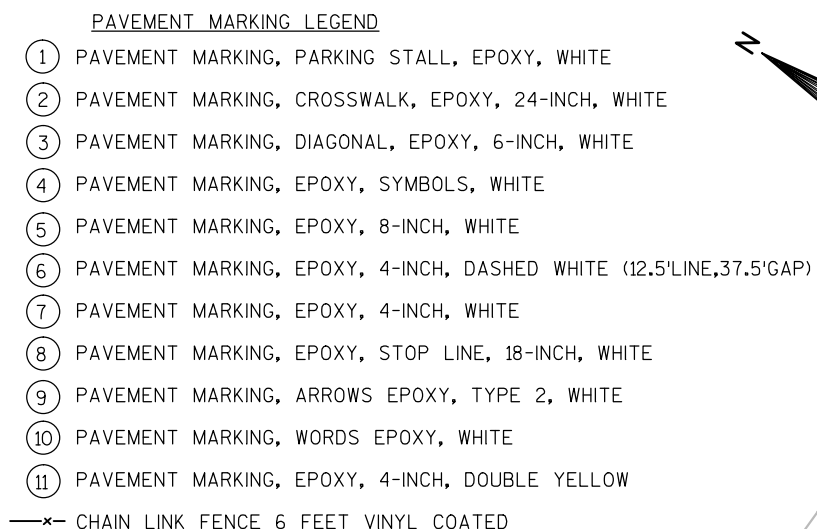 PAVEMENT MARKING LEGEND
1 PAVEMENT MARKING, PARKING STALL, EPOXY, WHITE
2 PAVEMENT MARKING, CROSSWALK, EPOXY, 24-INCH, WHITE
3 PAVEMENT MARKING, DIAGONAL, EPOXY, 6-INCH, WHITE
4 PAVEMENT MARKING, EPOXY, SYMBOLS, WHITE
5 PAVEMENT MARKING, EPOXY, 8-INCH, WHITE
6 PAVEMENT MARKING, EPOXY, 4-INCH, DASHED WHITE (12.5'LINE,37.5'GAP)
7 PAVEMENT MARKING, EPOXY, 4-INCH, WHITE
8 PAVEMENT MARKING, EPOXY, STOP LINE, 18-INCH, WHITE
9 PAVEMENT MARKING, ARROWS EPOXY, TYPE 2, WHITE
10 PAVEMENT MARKING, WORDS EPOXY, WHITE
11 PAVEMENT MARKING, EPOXY, 4-INCH, DOUBLE YELLOW
x CHAIN LINK FENCE 6 FEET VINYL COATED
N